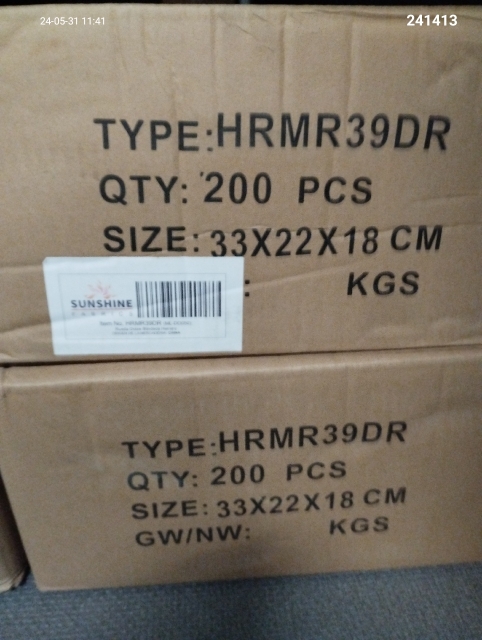 24-05-31 11:41
241413
TYPE:HRMR39DR
QTY: 200 PCS
SIZE: 33X22X18 CM
: KGS
SUNSHINE
TYPE:HRMR39DR
QTY: 200 PCS
SIZE: 33X22X18 CM
GW/NW: KGS